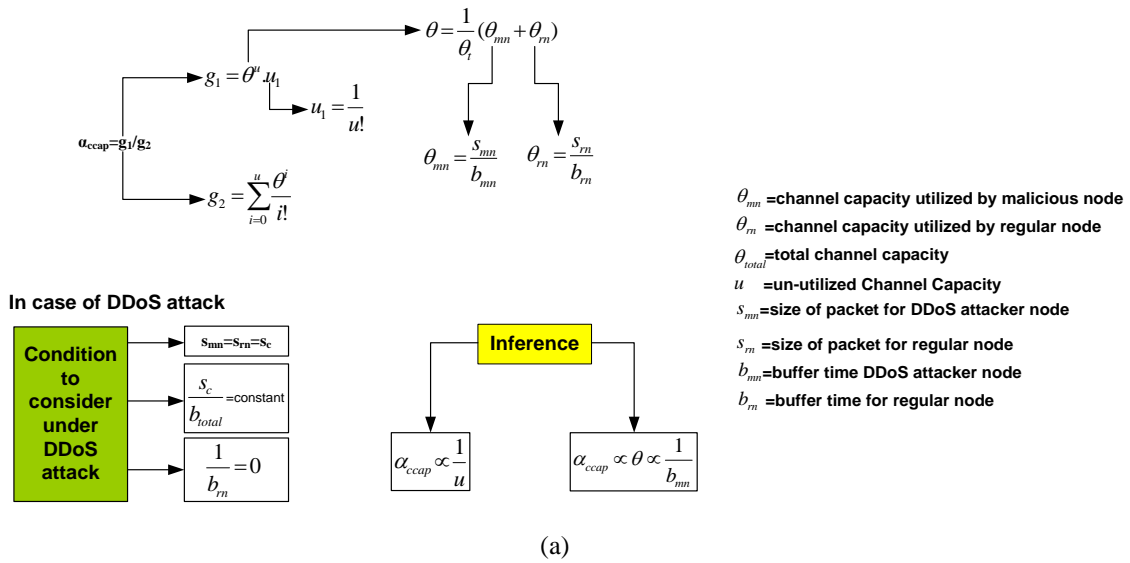 θ = 1/θ_t (θ_mn + θ_rn)
g_1 = θ^u.u_1
u_1 = 1/u!
α_ccap=g_1/g_2
θ_mn = s_mn/b_mn
θ_rn = s_rn/b_rn
g_2 = ∑_{i=0}^{u} θ^i/i!
θ_mn =channel capacity utilized by malicious node
θ_rn =channel capacity utilized by regular node
θ_total=total channel capacity
u =un-utilized Channel Capacity
s_mn=size of packet for DDoS attacker node
s_rn =size of packet for regular node
b_mn=buffer time DDoS attacker node
b_rn =buffer time for regular node
In case of DDoS attack
Condition
to
consider
under
DDoS
attack
s_mn=s_rn=s_c
s_c/b_total=constant
1/b_rn = 0
Inference
α_ccap ∝ 1/u
α_ccap ∝ θ ∝ 1/b_mn
(a)